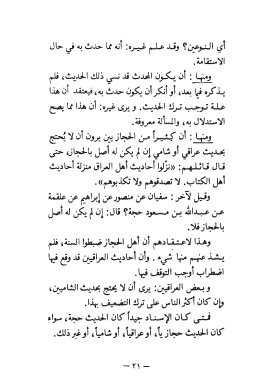 أي النوعين؟ وقد علم غيره: أنه مما حدث به في حال
الاستقامة.
ومنها: أن يكون المحدث قد نسي ذلك الحديث، فلم
يذكره فيما بعد، أو أنكر أن يكون حدث به، فيعتقد أن هذا
علة توجب ترك الحديث. ويرى غيره: أن هذا مما يصح
الاستدلال به، والمسألة معروفة.
ومنها: أن كثيراً من الحجاز يين يرون أن لا يُحتج
بحديث عراقي أو شامي إن لم يكن له أصل بالحجاز، حتى
قال قائلهم: «نزّلوا أحاديث أهل العراق منزلة أحاديث
أهل الكتاب. لا تصدقوهم ولا تكذبوهم».
وقيل لآخر: سفيان عن منصور عن إبراهيم عن علقمة
عن عبدالله بن مسعود حجة؟ قال: إن لم يكن له أصل
بالحجاز فلا.
وهذا لاعتقادهم أن أهل الحجاز ضبطوا السنة، فلم
يشذ عنهم منها شيء. وأن أحاديث العراقيين قد وقع فيها
اضطراب أوجب التوقف فيها.
وبعض العراقيين: يرى أن لا يحتج بحديث الشاميين،
وإن كان أكثر الناس على ترك التضعيف بهذا.
فمتى كان الإسناد جيداً كان الحديث حجة، سواء
كان الحديث حجاز ياً، أو عراقياً، أو شامياً، أو غير ذلك.
— ٢١ —